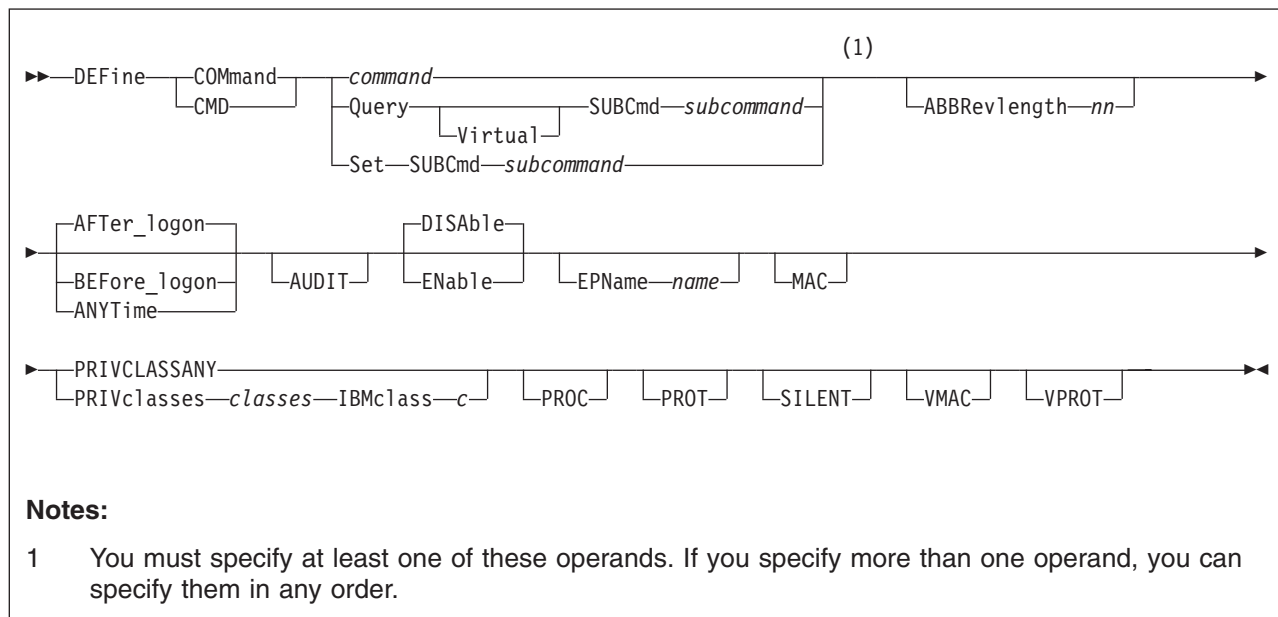 (1)
DEFine COMmand command ABBRevlength nn
CMD Query SUBCmd subcommand
Virtual
Set SUBCmd subcommand
AFTer_logon DISAble
BEFore_logon AUDIT ENable EPName name MAC
ANYTime
PRIVCLASSANY
PRIVclasses classes IBMclass c PROC PROT SILENT VMAC VPROT
Notes:
1 You must specify at least one of these operands. If you specify more than one operand, you can
specify them in any order.